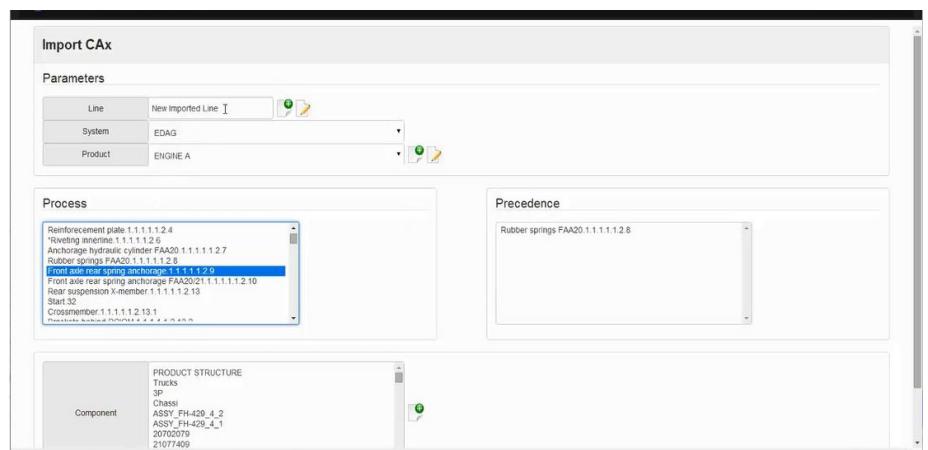 Import CAx
Parameters
Line
New Imported Line
System
EDAG
Product
ENGINE A
Process
Precedence
Reinforcement plate.1.1.1.1.2.4
*Riveting innerline.1.1.1.1.2.6
Anchorage hydraulic cylinder FAA20.1.1.1.1.2.7
Rubber springs FAA20.1.1.1.1.1.2.8
Front axle rear spring anchorage.1.1.1.1.1.2.9
Front axle rear spring anchorage FAA20/21.1.1.1.1.1.2.10
Rear suspension X-member.1.1.1.1.2.13
Start.32
Crossmember.1.1.1.1.2.13.1
Rubber springs FAA20.1.1.1.1.1.2.8
Component
PRODUCT STRUCTURE
Trucks
3P
Chassi
ASSY_FH-429_4_2
ASSY_FH-429_4_1
20702079
21077409